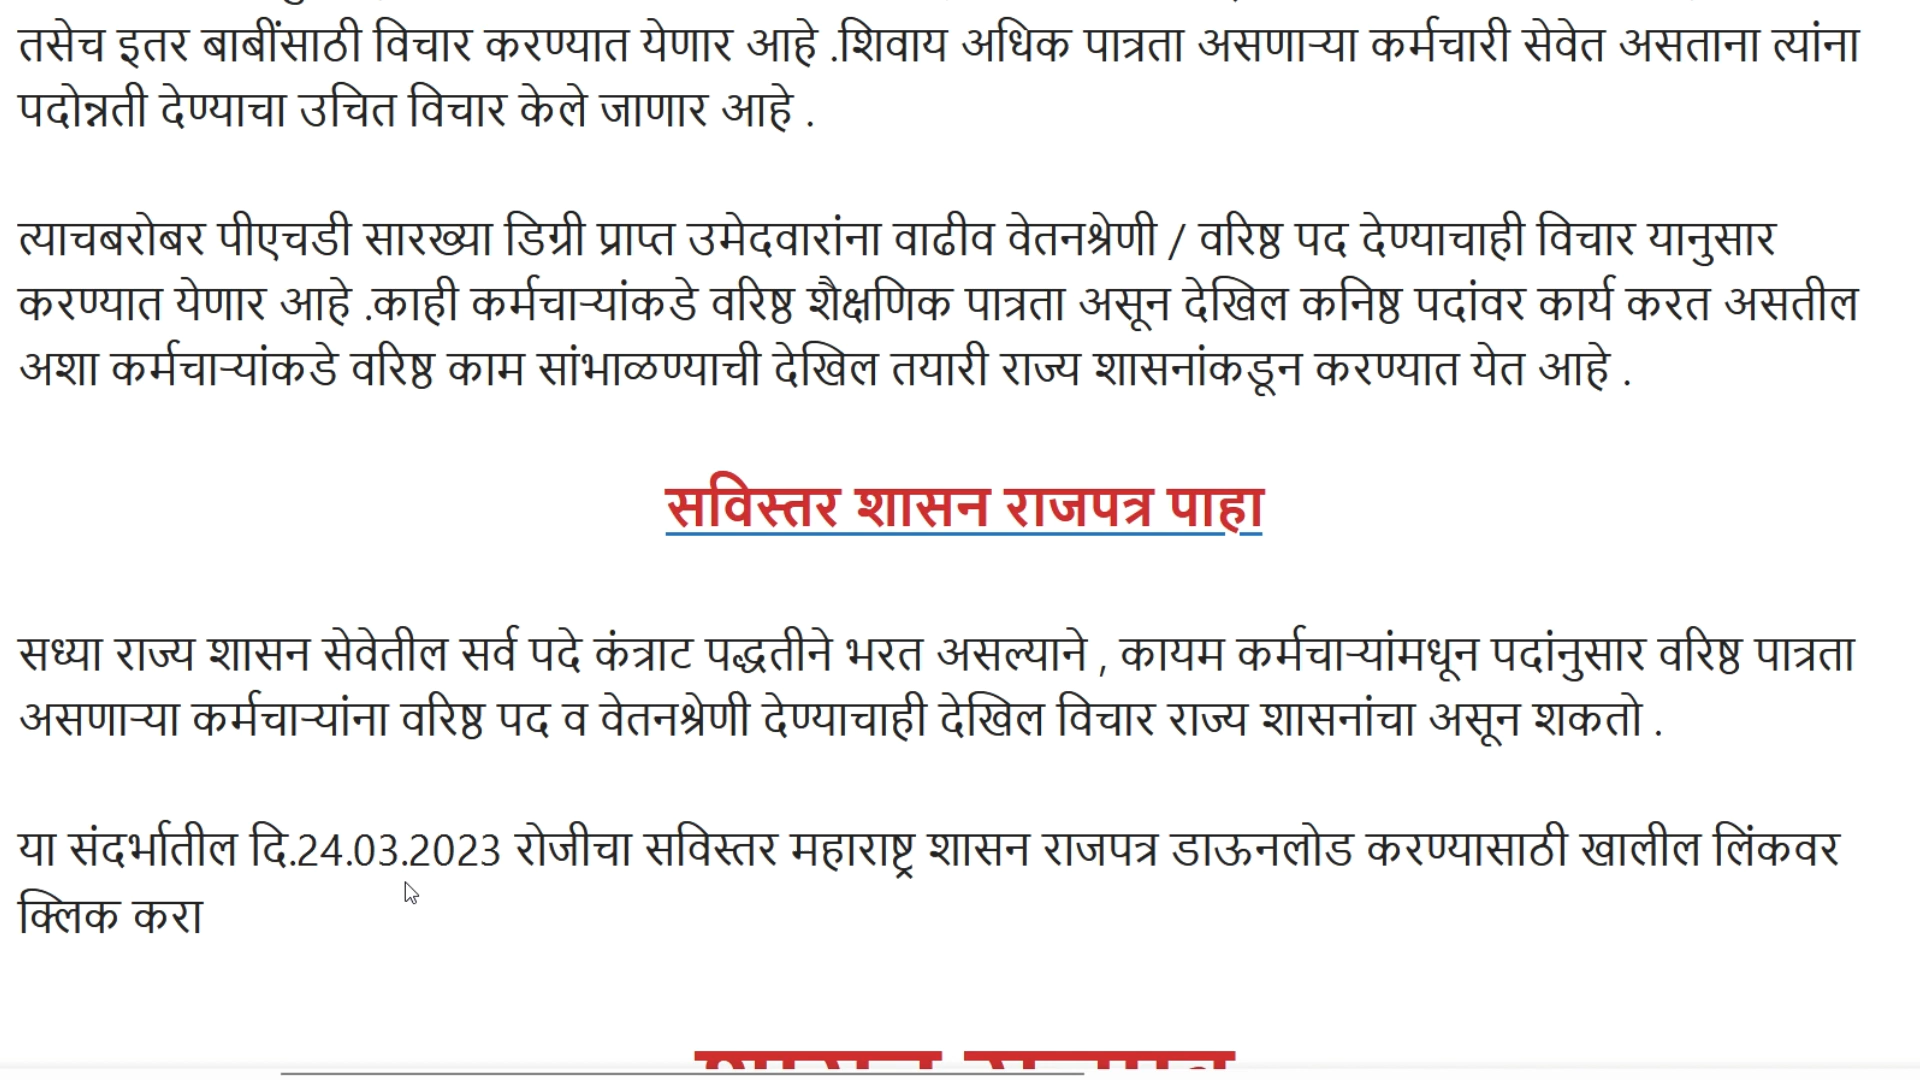 तसेच इतर बाबींसाठी विचार करण्यात येणार आहे .शिवाय अधिक पात्रता असणाऱ्या कर्मचारी सेवेत असताना त्यांना
पदोन्नती देण्याचा उचित विचार केले जाणार आहे .
त्याचबरोबर पीएचडी सारख्या डिग्री प्राप्त उमेदवारांना वाढीव वेतनश्रेणी / वरिष्ठ पद देण्याचाही विचार यानुसार
करण्यात येणार आहे .काही कर्मचाऱ्यांकडे वरिष्ठ शैक्षणिक पात्रता असून देखिल कनिष्ठ पदांवर कार्य करत असतील
अशा कर्मचाऱ्यांकडे वरिष्ठ काम सांभाळण्याची देखिल तयारी राज्य शासनांकडून करण्यात येत आहे .
सविस्तर शासन राजपत्र पाहा
सध्या राज्य शासन सेवेतील सर्व पदे कंत्राट पद्धतीने भरत असल्याने , कायम कर्मचाऱ्यांमधून पदांनुसार वरिष्ठ पात्रता
असणाऱ्या कर्मचाऱ्यांना वरिष्ठ पद व वेतनश्रेणी देण्याचाही देखिल विचार राज्य शासनांचा असून शकतो .
या संदर्भातील दि.24.03.2023 रोजीचा सविस्तर महाराष्ट्र शासन राजपत्र डाऊनलोड करण्यासाठी खालील लिंकवर
क्लिक करा